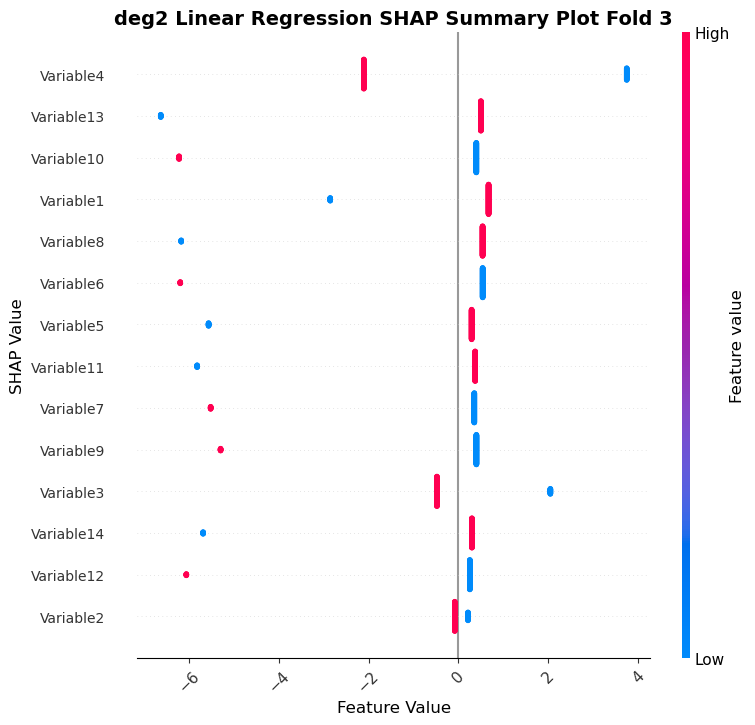 deg2 Linear Regression SHAP Summary Plot Fold 3
High
Variable4
Variable13
Variable10
Variable1
Variable8
Variable6
Variable5
Variable11
Variable7
Variable9
Variable3
Variable14
Variable12
Variable2
SHAP Value
Feature value
Low
−6 −4 −2 0 2 4
Feature Value